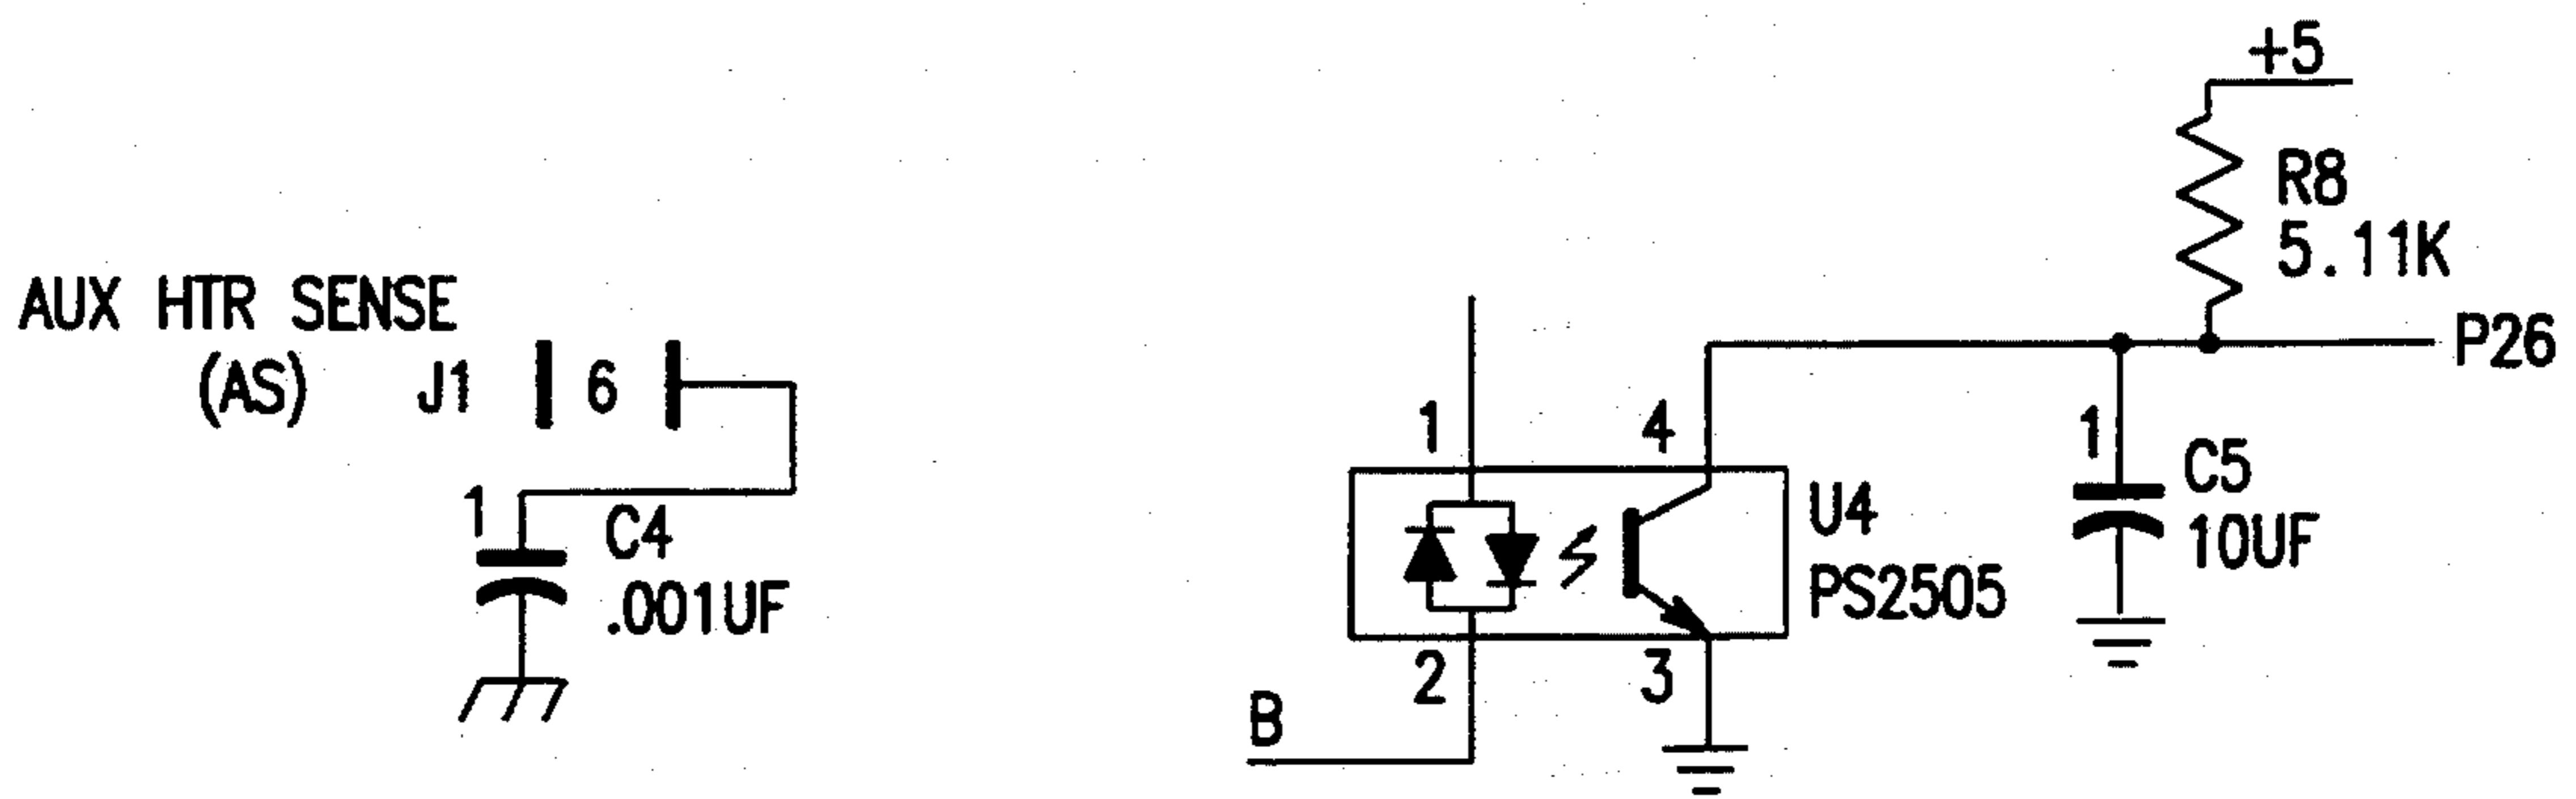 +5
R8
5.11K
AUX HTR SENSE
(AS) J1 6
P26
1 4
1
C5
10UF
1
C4
.001UF
U4
PS2505
2 3
B